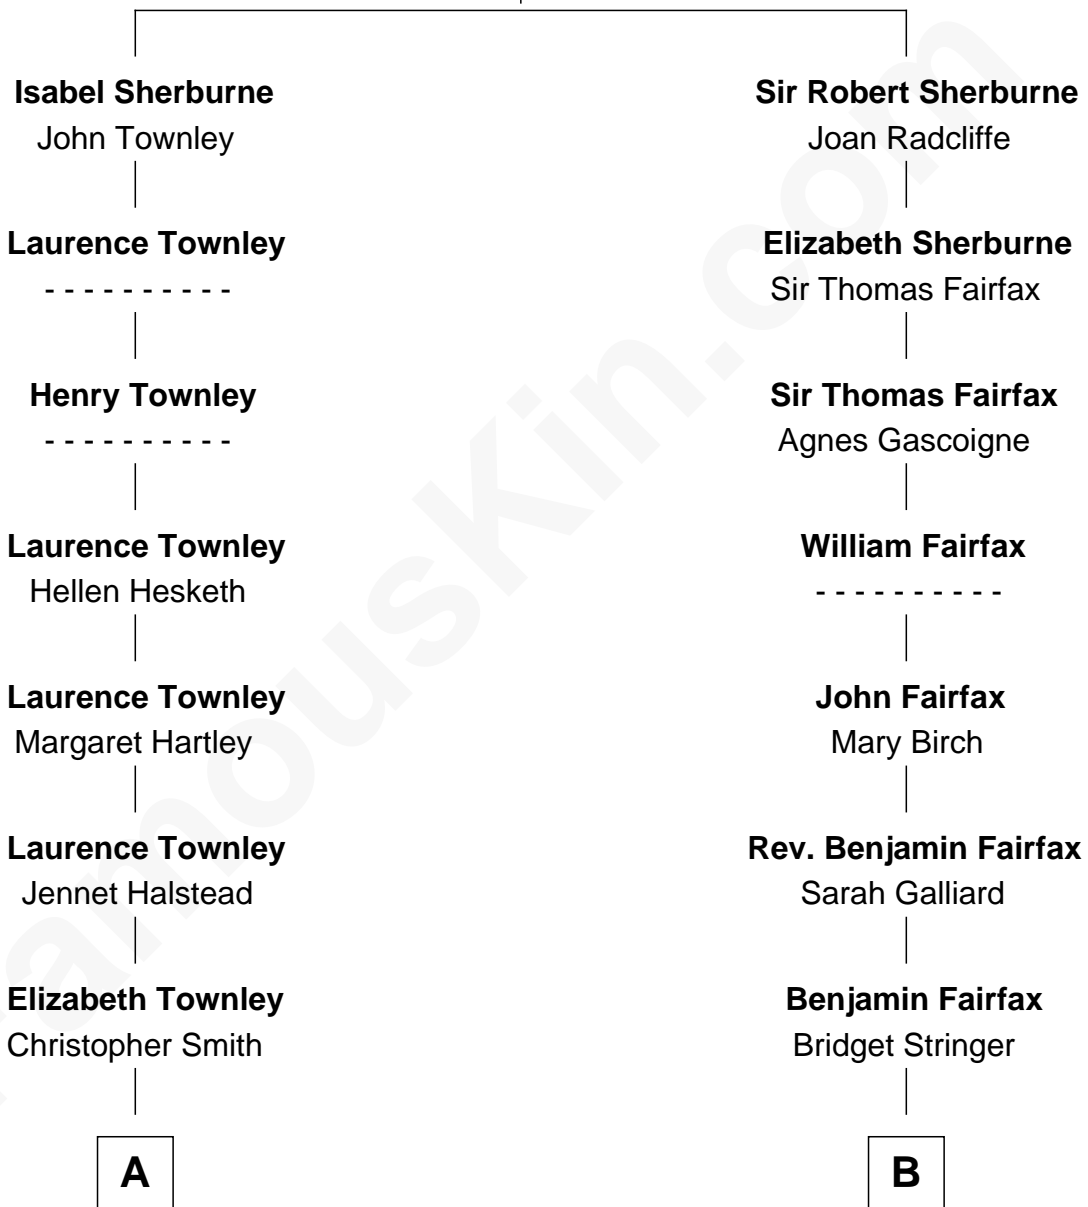 Isabel Sherburne
John Townley
Sir Robert Sherburne
Joan Radcliffe
Laurence Townley
- - - - - - - - - -
Elizabeth Sherburne
Sir Thomas Fairfax
Henry Townley
- - - - - - - - - -
Sir Thomas Fairfax
Agnes Gascoigne
Laurence Townley
Hellen Hesketh
William Fairfax
- - - - - - - - - -
Laurence Townley
Margaret Hartley
John Fairfax
Mary Birch
Laurence Townley
Jennet Halstead
Rev. Benjamin Fairfax
Sarah Galliard
Elizabeth Townley
Christopher Smith
Benjamin Fairfax
Bridget Stringer
A
B
FamousKin.com